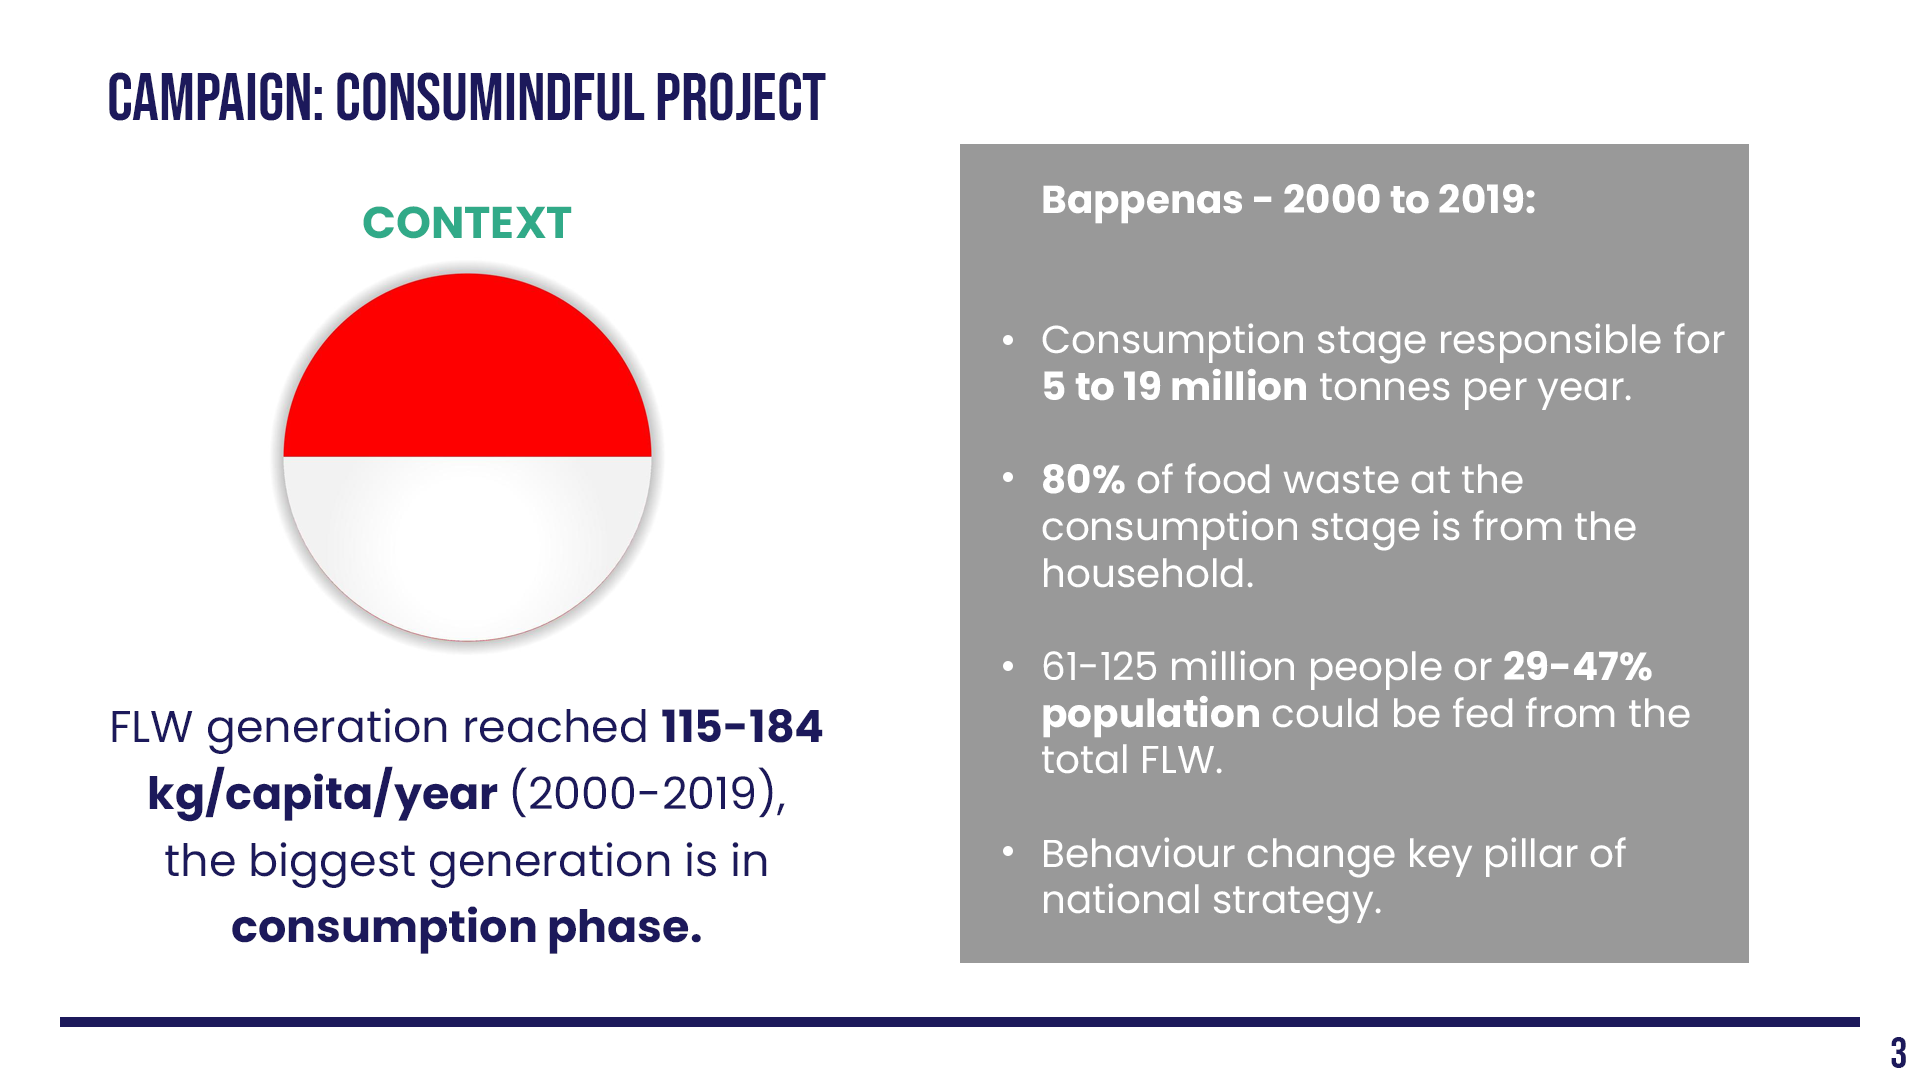 CAMPAIGN: CONSUMINDFUL PROJECT
CONTEXT
FLW generation reached 115-184
kg/capita/year (2000-2019),
the biggest generation is in
consumption phase.
Bappenas - 2000 to 2019:
• Consumption stage responsible for
5 to 19 million tonnes per year.
• 80% of food waste at the
consumption stage is from the
household.
• 61-125 million people or 29-47%
population could be fed from the
total FLW.
• Behaviour change key pillar of
national strategy.
3